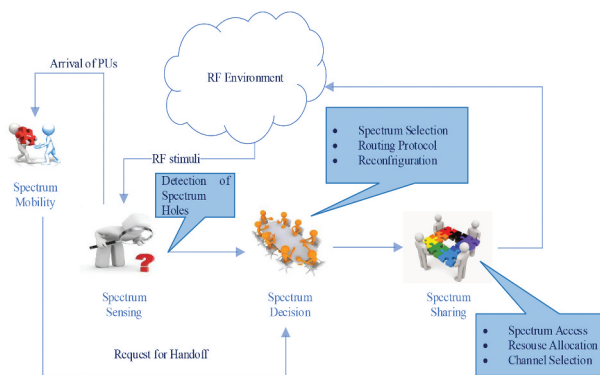 Arrival of PUs
RF Environment
• Spectrum Selection
• Routing Protocol
• Reconfriguration
RF stimuli
Spectrum
Mobility
Detection of
Spectrum
Holes
Spectrum
Sensing
Spectrum
Decision
Spectrum
Sharing
• Spectrum Access
• Resouse Allocation
• Channel Selection
Request for Handoff